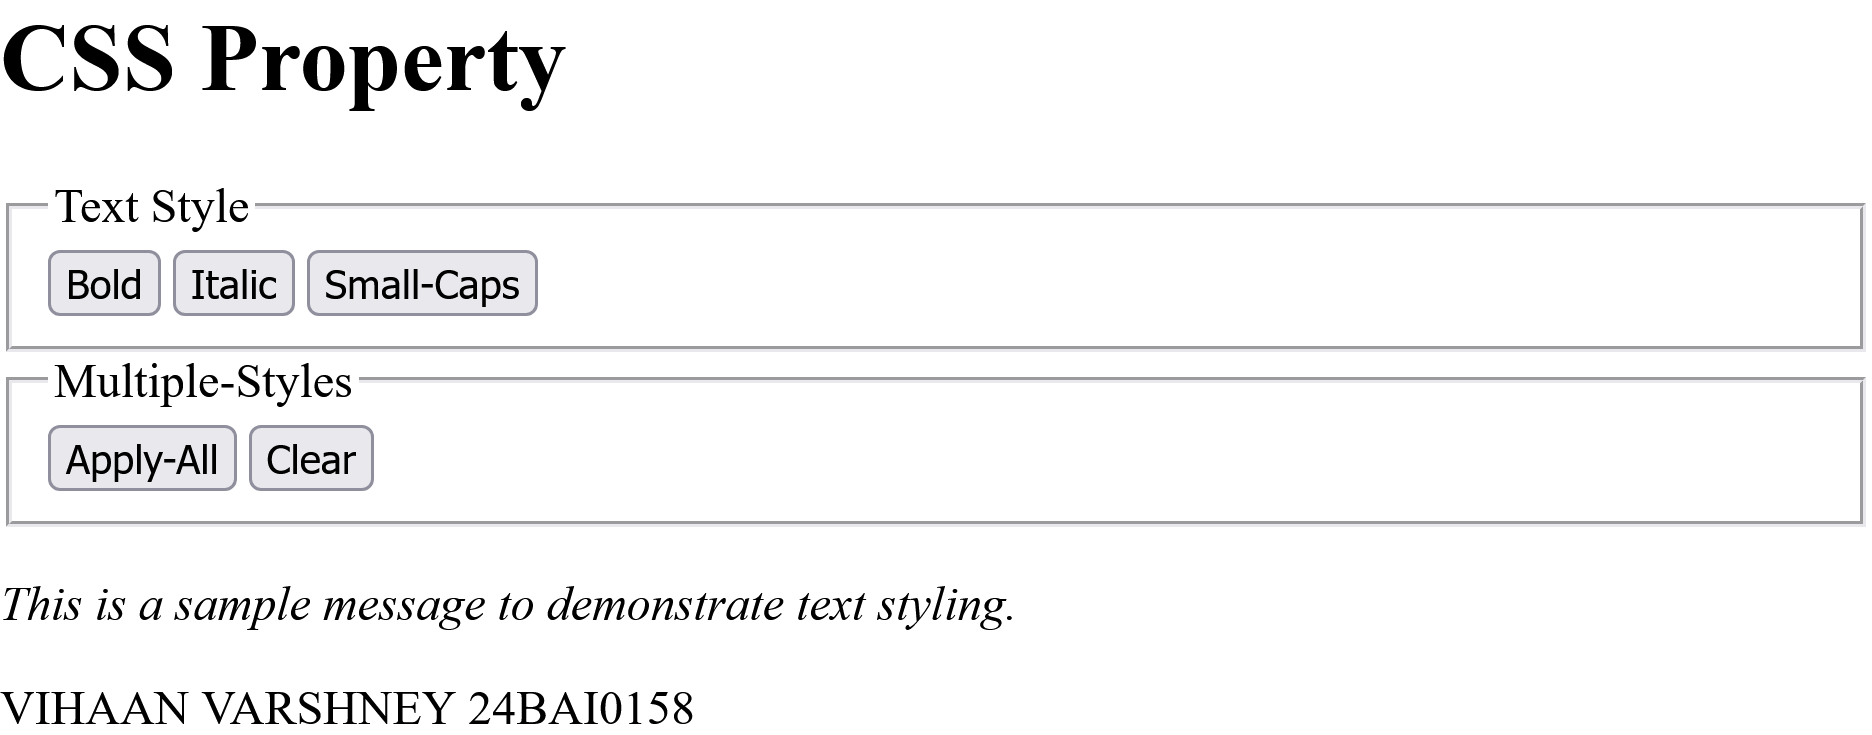 CSS Property
Text Style
Bold Italic Small-Caps
Multiple-Styles
Apply-All Clear
This is a sample message to demonstrate text styling.
VIHAAN VARSHNEY 24BAI0158